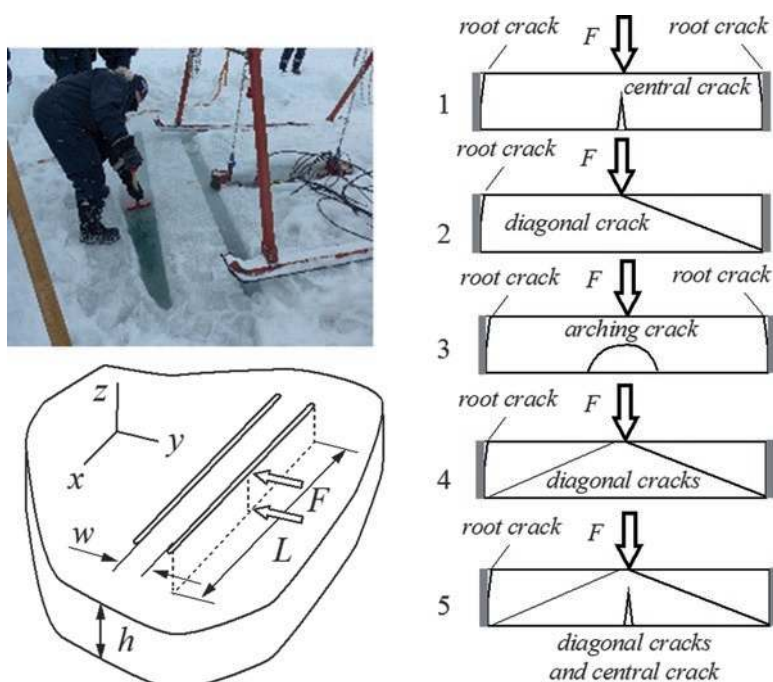 root crack
F
root crack
1
central crack
root crack
F
2
diagonal crack
root crack
F
root crack
3
arching crack
root crack
F
4
diagonal cracks
root crack
F
5
diagonal cracks
and central crack
z
y
x
w
F
L
h